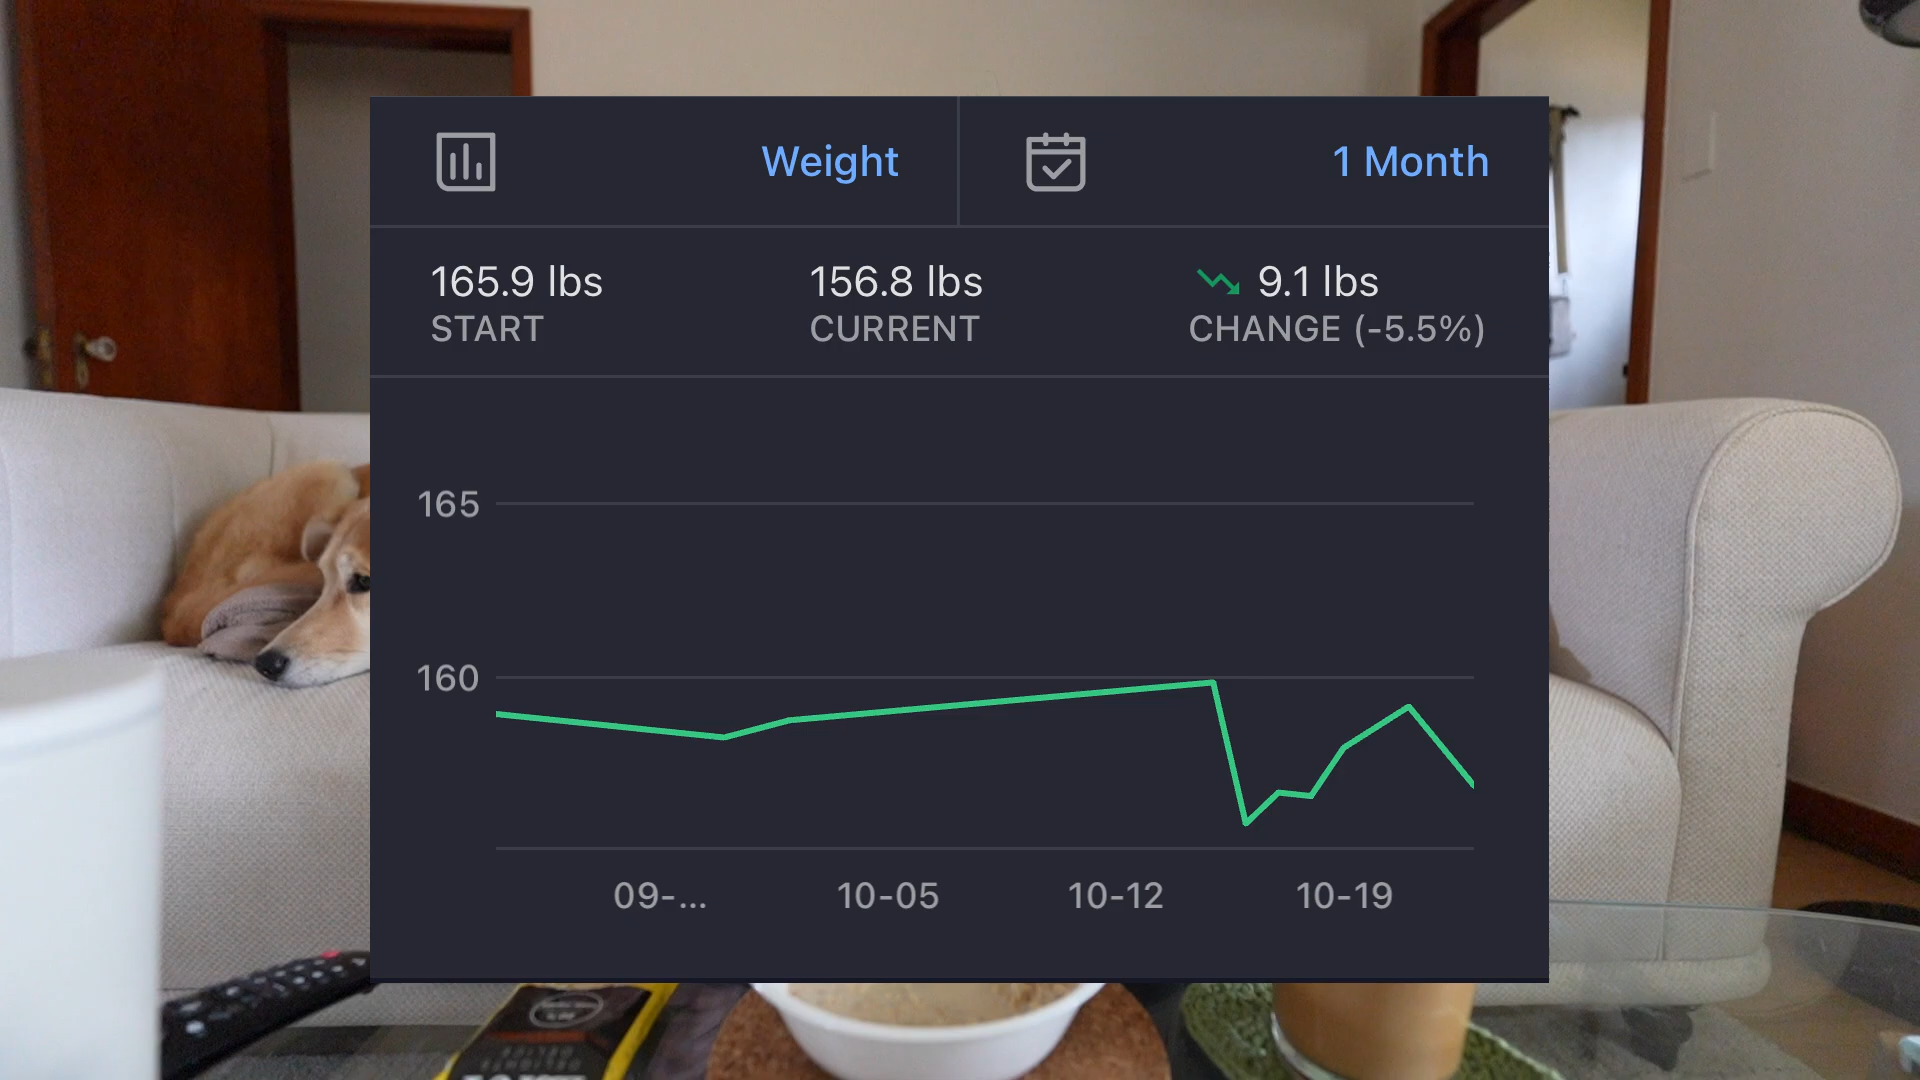 Weight
1 Month
165.9 lbs
START
156.8 lbs
CURRENT
9.1 lbs
CHANGE (-5.5%)
165
160
09-...
10-05
10-12
10-19